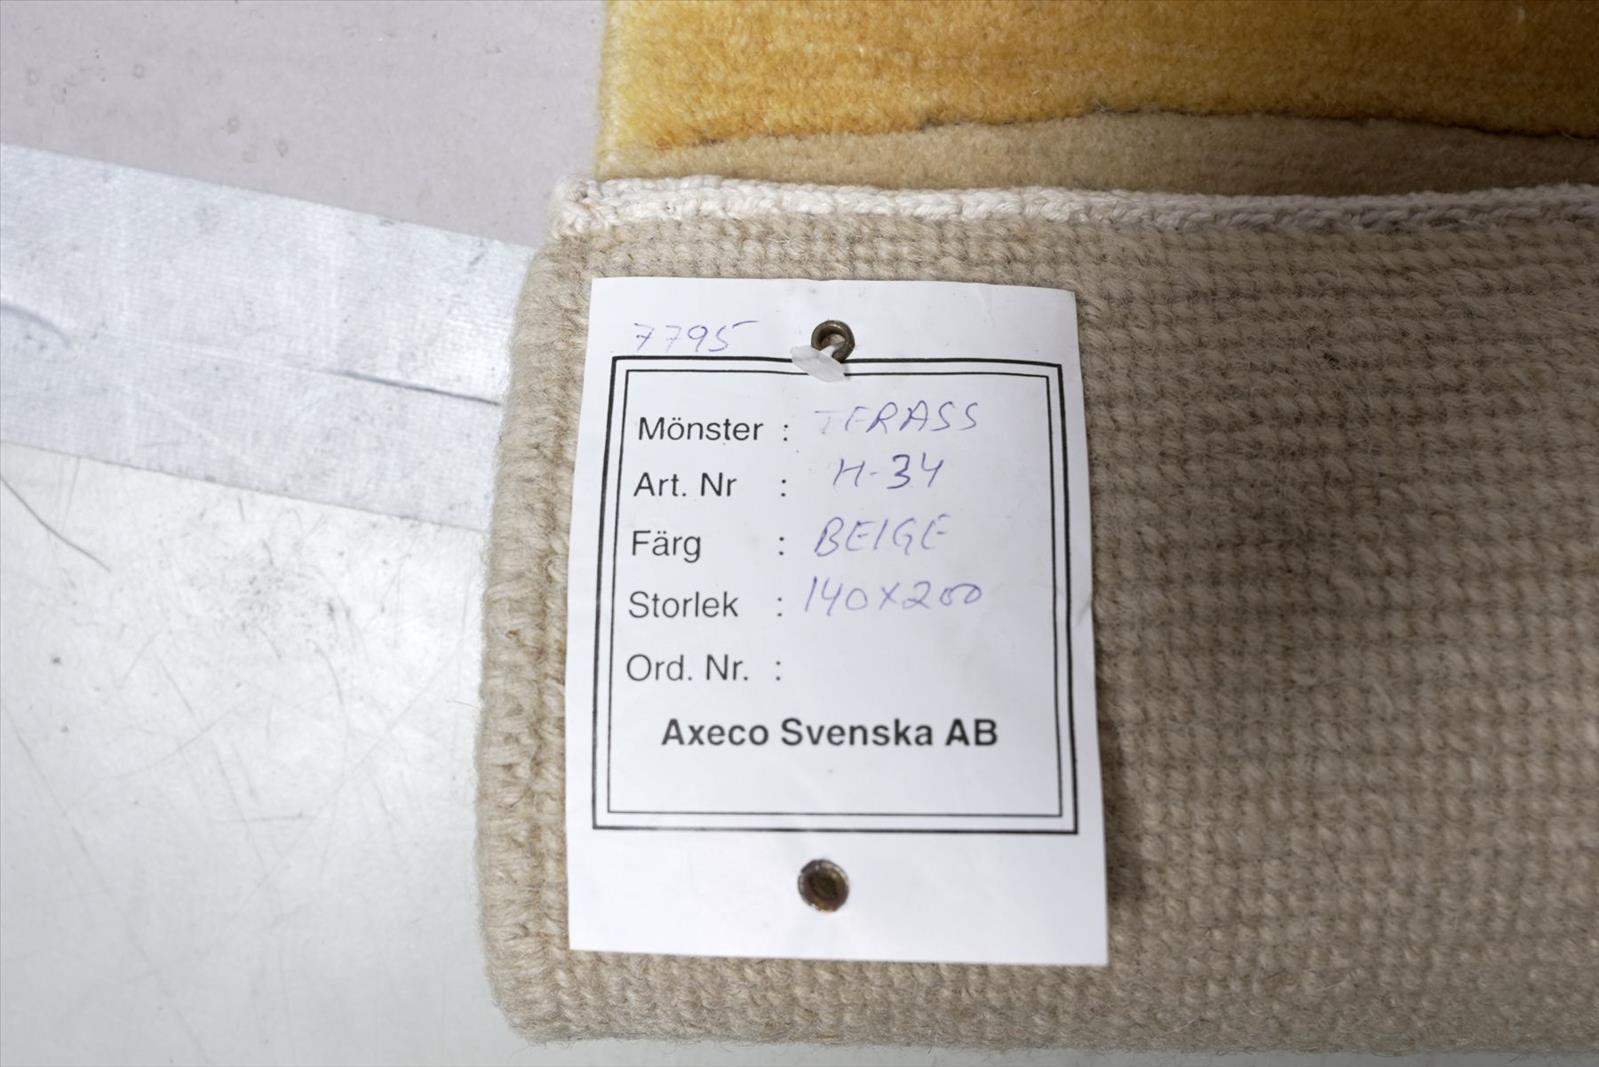 7795
Mönster : TERASS
Art. Nr : H-34
Färg : BEIGE
Storlek : 140x200
Ord. Nr. :
Axeco Svenska AB